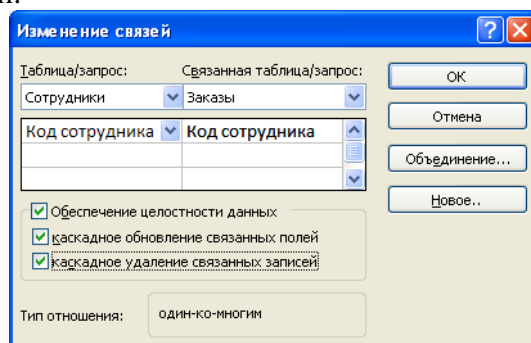 Изменение связей
Таблица/запрос: Связанная таблица/запрос:
Сотрудники Заказы
Код сотрудника Код сотрудника
Обеспечение целостности данных
каскадное обновление связанных полей
каскадное удаление связанных записей
Тип отношения: один-ко-многим
ОК
Отмена
Объединение...
Новое..